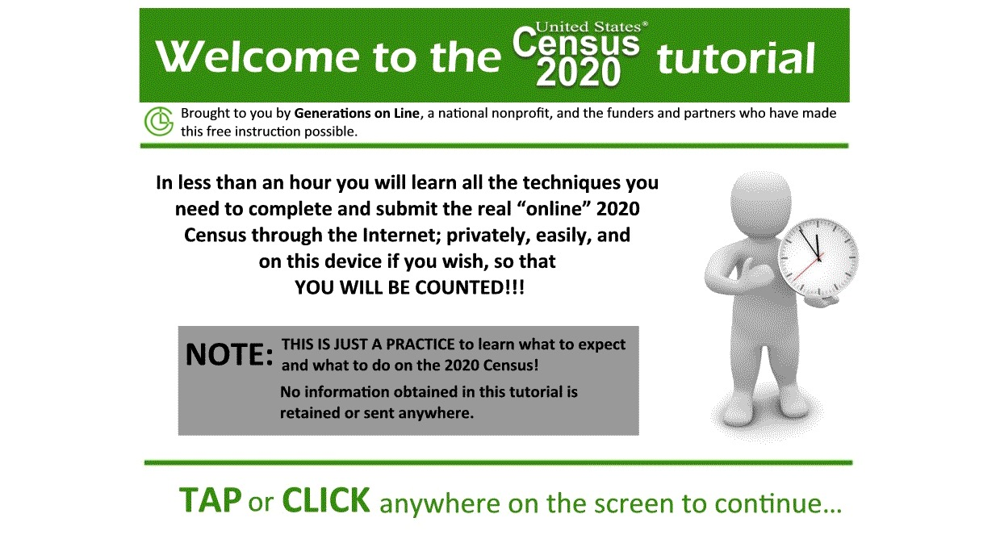 Welcome to the United States® Census 2020 tutorial
Brought to you by Generations on Line, a national nonprofit, and the funders and partners who have made
this free instruction possible.
In less than an hour you will learn all the techniques you
need to complete and submit the real “online” 2020
Census through the Internet; privately, easily, and
on this device if you wish, so that
YOU WILL BE COUNTED!!!
NOTE: THIS IS JUST A PRACTICE to learn what to expect
and what to do on the 2020 Census!
No information obtained in this tutorial is
retained or sent anywhere.
TAP or CLICK anywhere on the screen to continue...